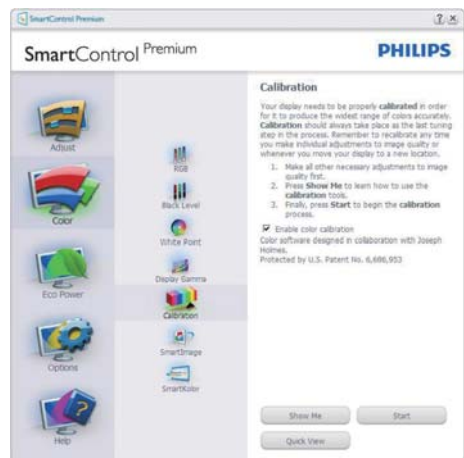 SmartControl Premium
SmartControl Premium
PHILIPS
Adjust
Color
Eco Power
Options
Help
RGB
Black Level
White Point
Display Gamma
Calibration
SmartImage
SmartKolor
Calibration
Your display needs to be properly calibrated in order
for it to produce the widest range of colors accurately.
Calibration should always take place as the last tuning
step in the process. Remember to recalibrate any time
you make individual adjustments to image quality or
whenever you move your display to a new location.
1. Make all other necessary adjustments to image
quality first.
2. Press Show Me to learn how to use the
calibration tools.
3. Finally, press Start to begin the calibration
process.
Enable color calibration
Color software designed in collaboration with Joseph
Holmes.
Protected by U.S. Patent No. 6,686,953
Show Me
Start
Quick View